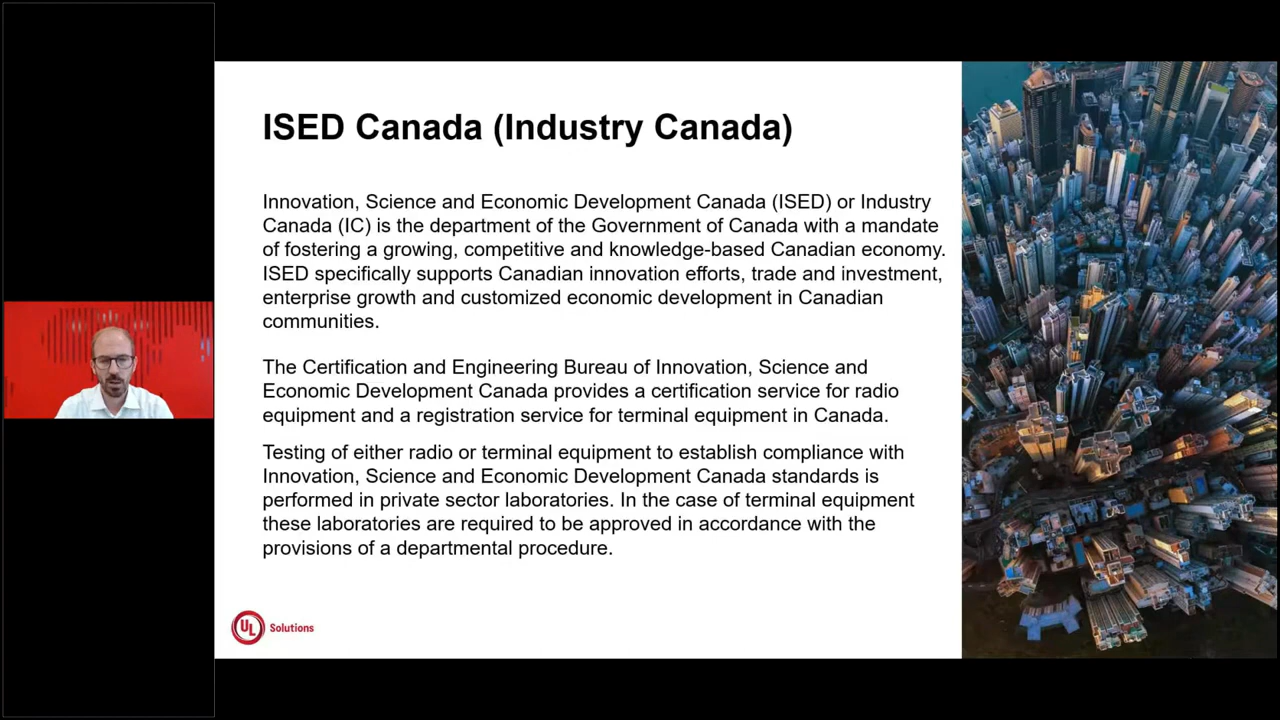 ISED Canada (Industry Canada)
Innovation, Science and Economic Development Canada (ISED) or Industry
Canada (IC) is the department of the Government of Canada with a mandate
of fostering a growing, competitive and knowledge-based Canadian economy.
ISED specifically supports Canadian innovation efforts, trade and investment,
enterprise growth and customized economic development in Canadian
communities.
The Certification and Engineering Bureau of Innovation, Science and
Economic Development Canada provides a certification service for radio
equipment and a registration service for terminal equipment in Canada.
Testing of either radio or terminal equipment to establish compliance with
Innovation, Science and Economic Development Canada standards is
performed in private sector laboratories. In the case of terminal equipment
these laboratories are required to be approved in accordance with the
provisions of a departmental procedure.
UL Solutions